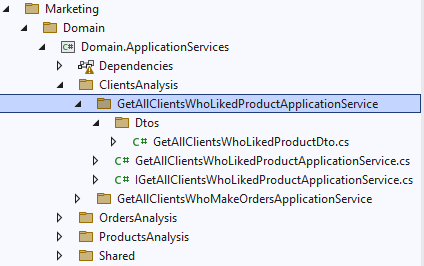 Marketing
Domain
C# Domain.ApplicationServices
Dependencies
ClientsAnalysis
GetAllClientsWhoLikedProductApplicationService
Dtos
C# GetAllClientsWhoLikedProductDto.cs
C# GetAllClientsWhoLikedProductApplicationService.cs
C# IGetAllClientsWhoLikedProductApplicationService.cs
GetAllClientsWhoMakeOrdersApplicationService
OrdersAnalysis
ProductsAnalysis
Shared